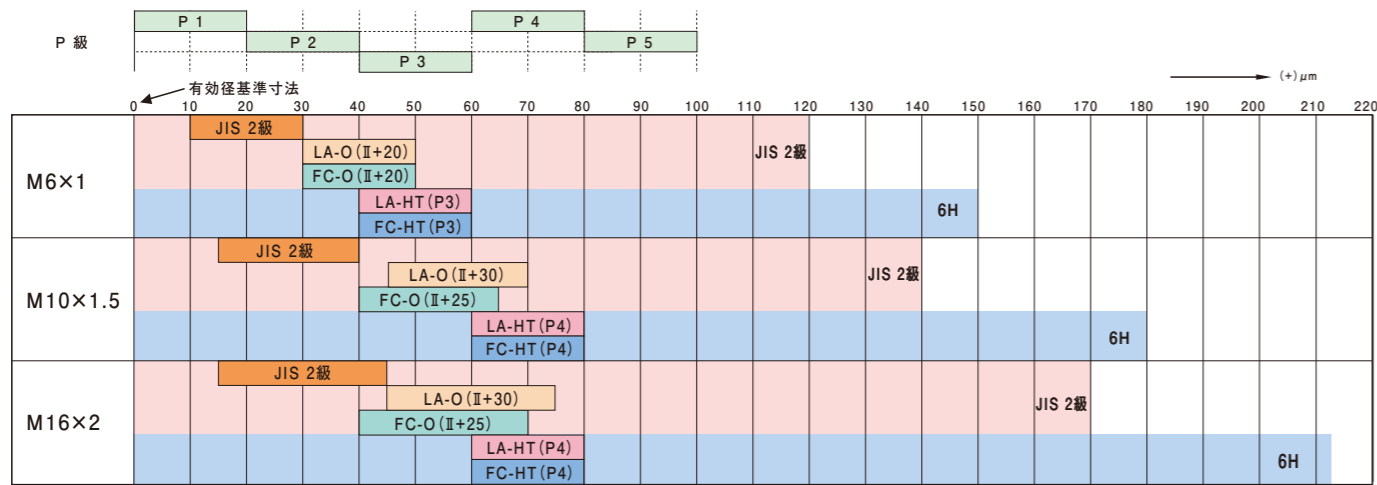 P 1 P 4
P 級 P 2 P 5
P 3
(+)μm
有効径基準寸法
0 10 20 30 40 50 60 70 80 90 100 110 120 130 140 150 160 170 180 190 200 210 220
JIS 2級
LA-O(Ⅱ+20) JIS 2級
FC-O(Ⅱ+20)
M6×1
LA-HT(P3) 6H
FC-HT(P3)
JIS 2級
LA-O(Ⅱ+30) JIS 2級
FC-O(Ⅱ+25)
M10×1.5
LA-HT(P4) 6H
FC-HT(P4)
JIS 2級
LA-O(Ⅱ+30) JIS 2級
FC-O(Ⅱ+25)
M16×2
LA-HT(P4) 6H
FC-HT(P4)